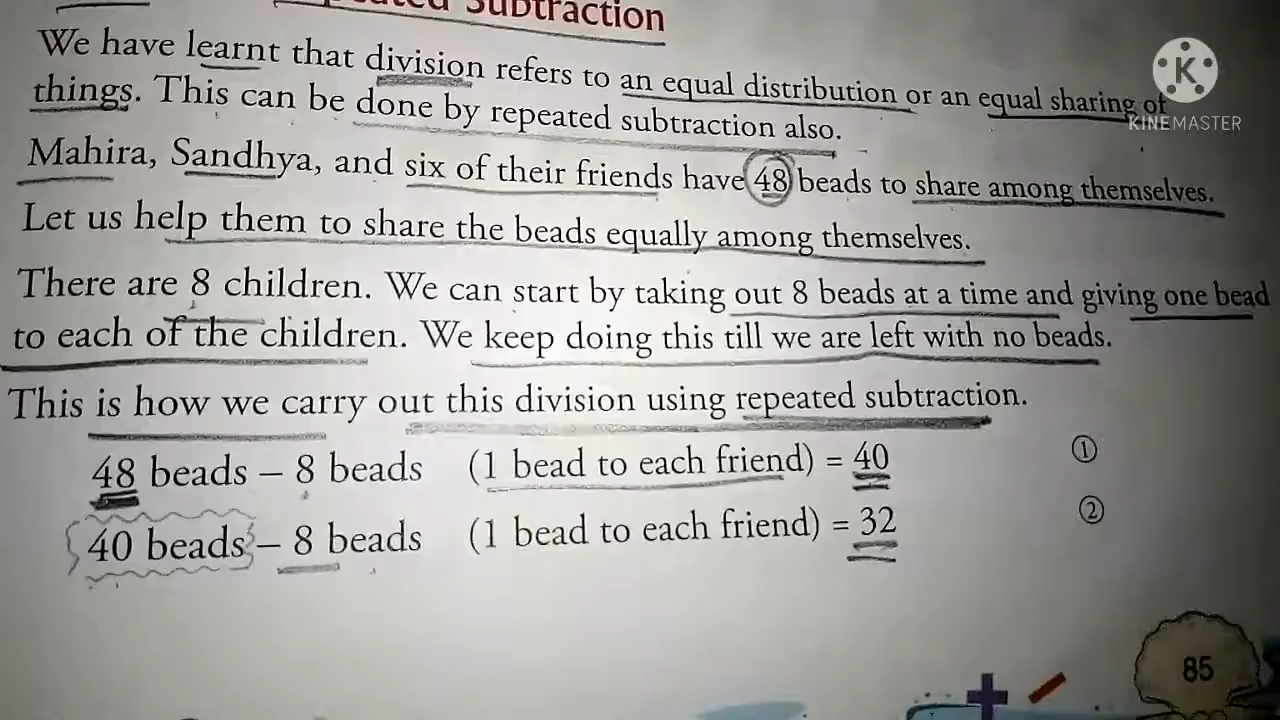 Repeated Subtraction
We have learnt that division refers to an equal distribution or an equal sharing of
things. This can be done by repeated subtraction also.
Mahira, Sandhya, and six of their friends have 48 beads to share among themselves.
Let us help them to share the beads equally among themselves.
There are 8 children. We can start by taking out 8 beads at a time and giving one bead
to each of the children. We keep doing this till we are left with no beads.
This is how we carry out this division using repeated subtraction.
48 beads – 8 beads (1 bead to each friend) = 40 ①
40 beads – 8 beads (1 bead to each friend) = 32 ②
85
K
KINEMASTER